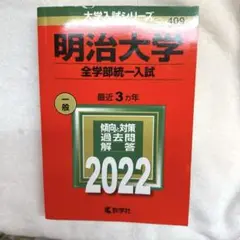 大学入試シリーズ
409
明治大学
全学部統一入試
一般
最近3カ年
傾向と対策
過去問
解答
2022
教学社